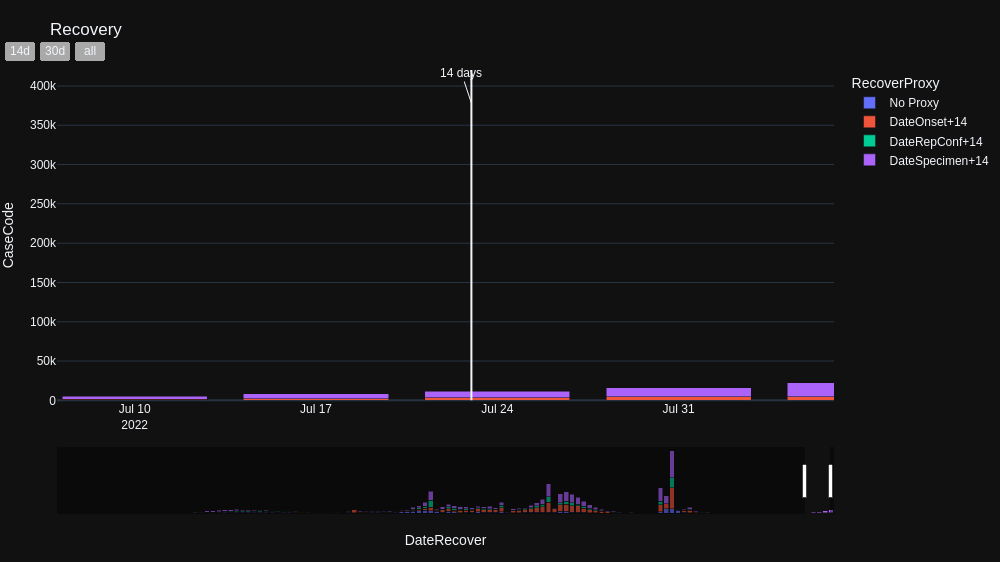 Recovery
14d 30d all
14 days
400k
350k
300k
250k
200k
150k
100k
50k
0
CaseCode
Jul 10 Jul 17 Jul 24 Jul 31
2022
DateRecover
RecoverProxy
No Proxy
DateOnset+14
DateRepConf+14
DateSpecimen+14